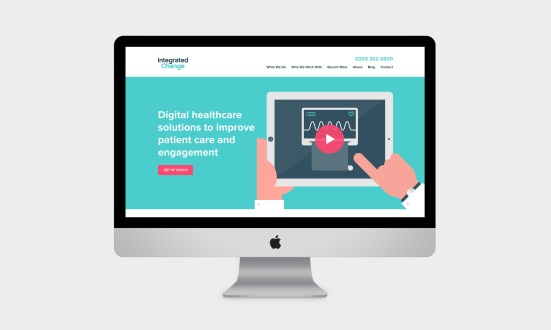 Integrated
Change
0203 302 0600
What We Do Who We Work With Recent Work About Blog Contact
Digital healthcare
solutions to improve
patient care and
engagement
GET IN TOUCH